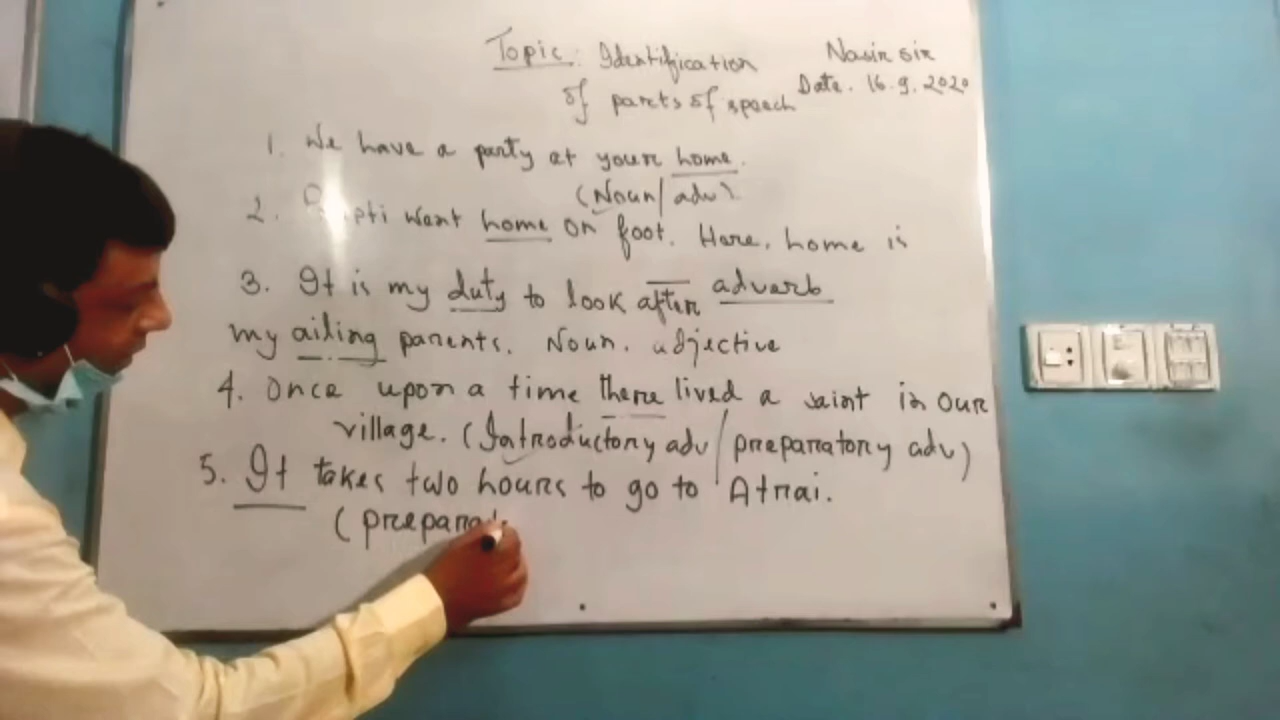 Topic: Identification
of parts of speech
Nasir sir
Date. 16.9.2020
1. We have a party at your home.
(Noun/adv).
2. want home on foot. Here, home is
adverb
3. It is my duty to look after
my ailing parents. Noun. adjective
4. Once upon a time there lived a saint in our
village. (Introductory adv/preparatory adv)
5. It takes two hours to go to Atrai.
(prepara